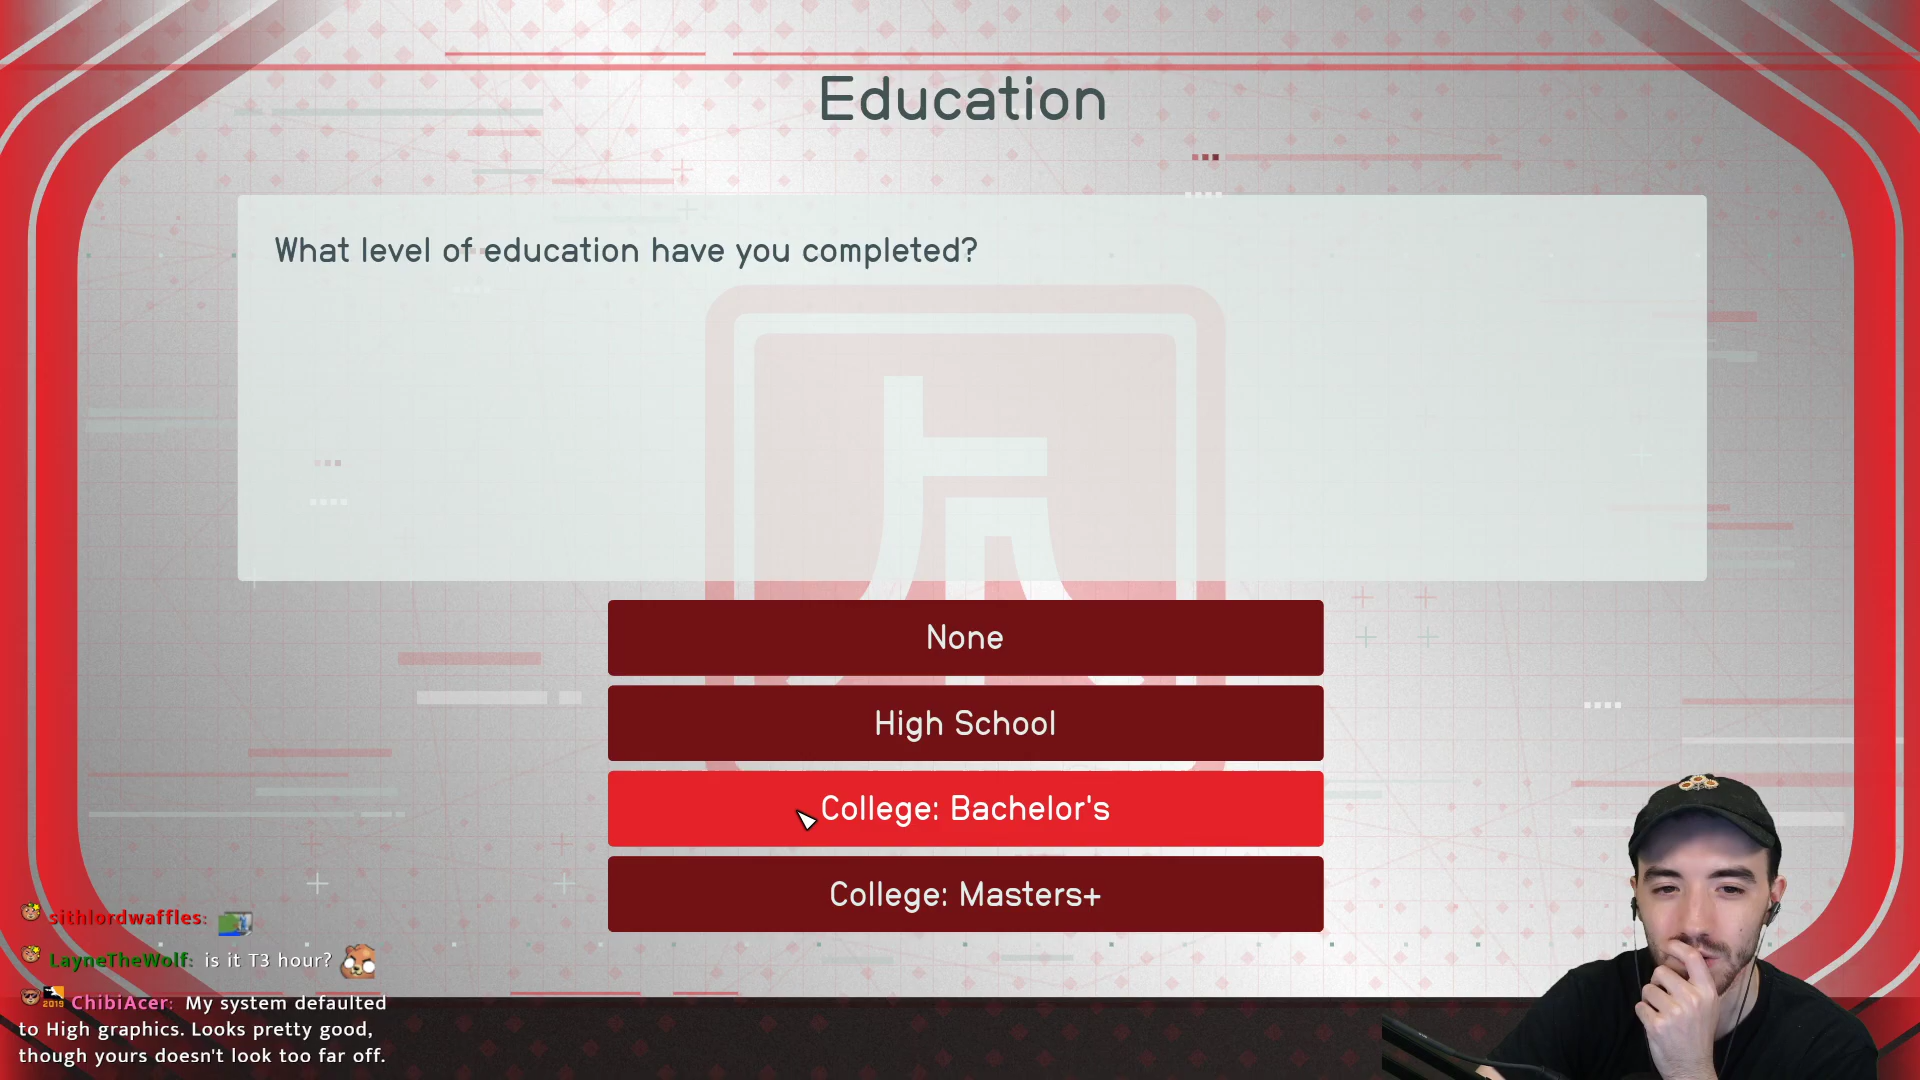 Education
What level of education have you completed?
None
High School
College: Bachelor's
College: Masters+
sithlordwaffles:
LayneTheWolf: is it T3 hour?
2019 ChibiAcer: My system defaulted
to High graphics. Looks pretty good,
though yours doesn't look too far off.